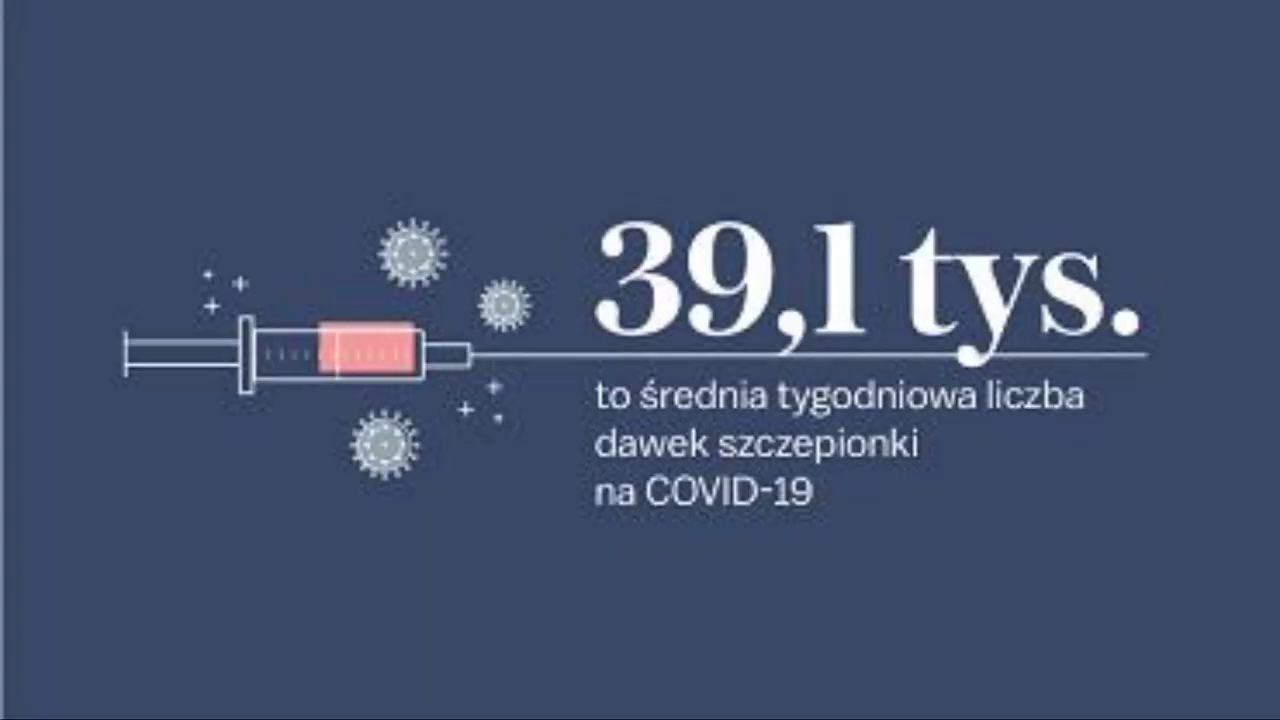 39,1 tys.
to średnia tygodniowa liczba
dawek szczepionki
na COVID-19